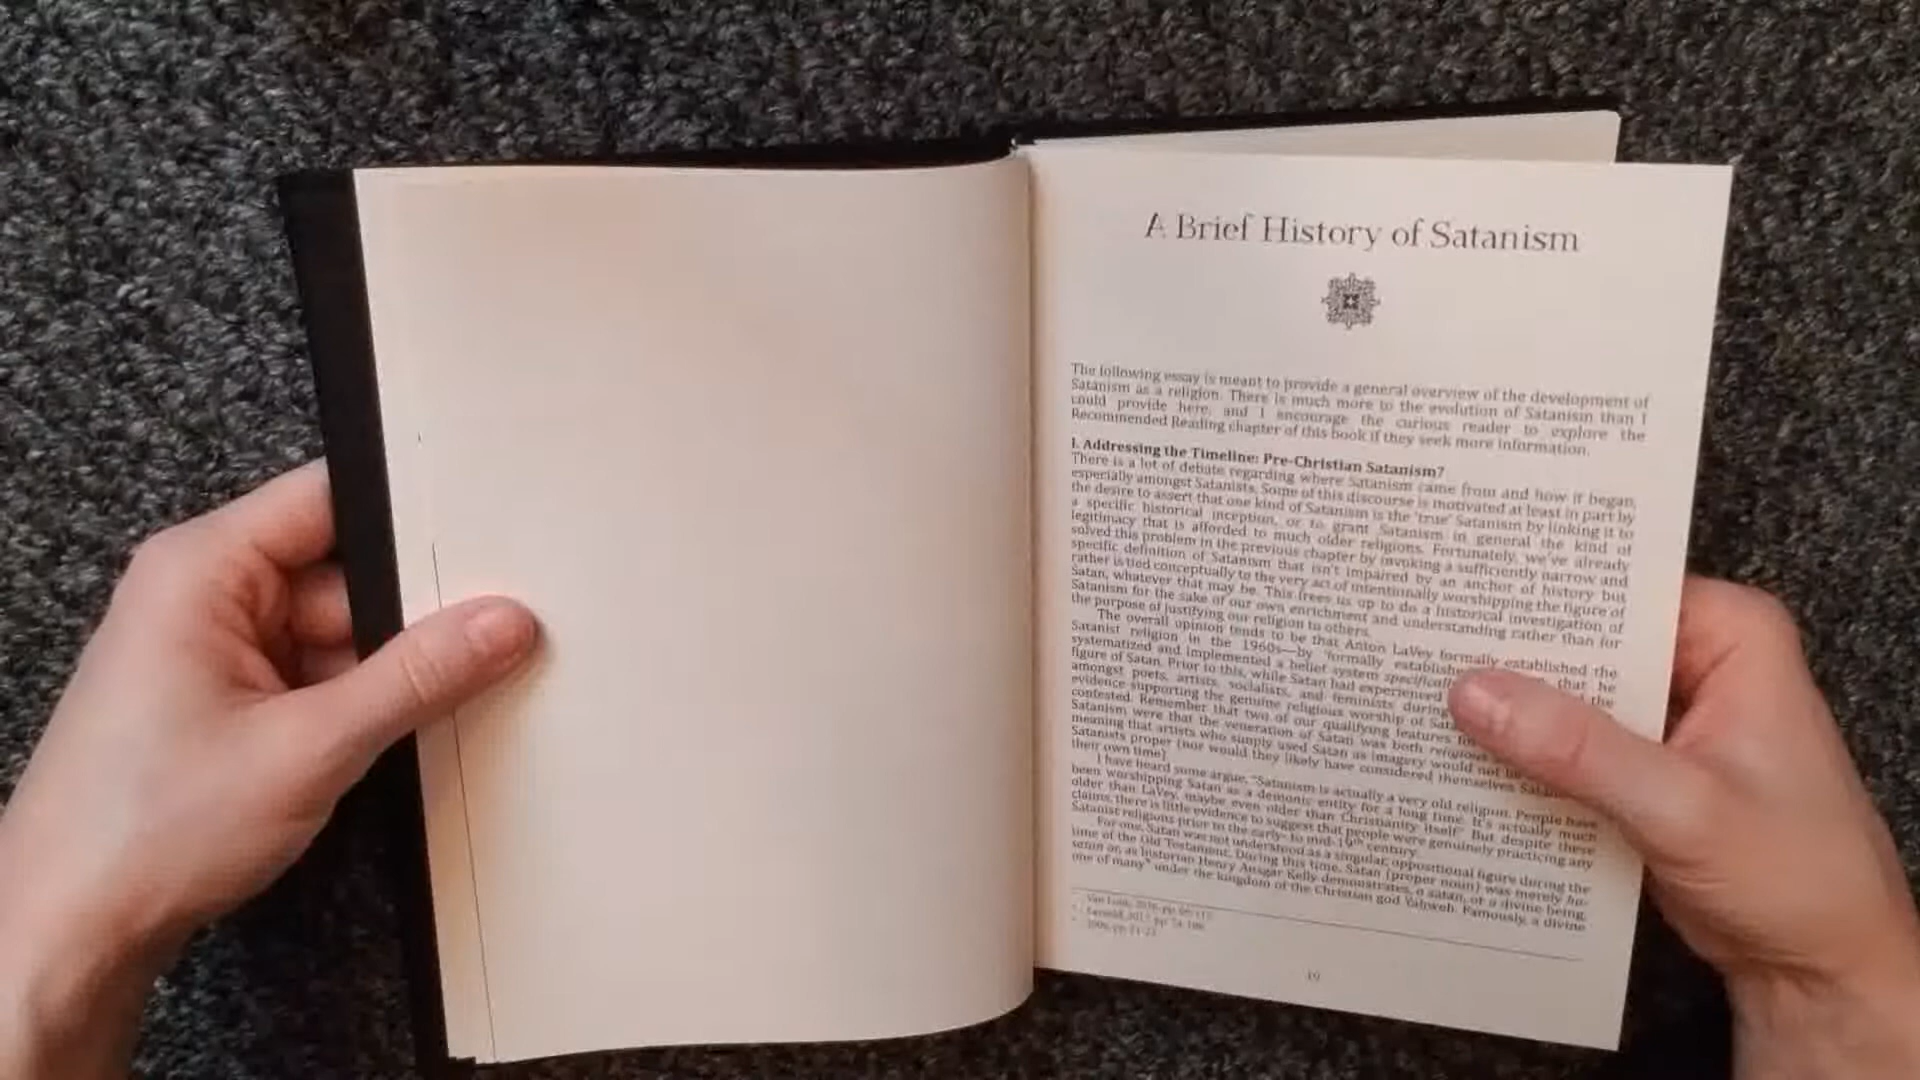 A Brief History of Satanism
The following essay is meant to provide a general overview of the development of
Satanism as a religion. There is much more to the evolution of Satanism than I
could provide here, and I encourage the curious reader to explore the
Recommended Reading chapter of this book if they seek more information.
I. Addressing the Timeline: Pre-Christian Satanism?
There is a lot of debate regarding where Satanism came from and how it began,
especially amongst Satanists. Some of this discourse is motivated at least in part by
the desire to assert that one kind of Satanism is the 'true' Satanism by linking it to
a specific historical inception, or to grant Satanism in general the kind of
legitimacy that is afforded to much older religions. Fortunately, we've already
solved this problem in the previous chapter by invoking a sufficiently narrow and
specific definition of Satanism that isn't impaired by an anchor of history but
rather is tied conceptually to the very act of intentionally worshipping the figure of
Satan, whatever that may be. This frees us up to do a historical investigation of
Satanism for the sake of our own enrichment and understanding rather than for
the purpose of justifying our religion to others.
The overall opinion tends to be that Anton LaVey formally established the
Satanist religion in the 1960s—by 'formally that he
systematized and implemented a belief system the
figure of Satan. Prior to this, while Satan had experienced
amongst poets, artists, socialists, and feminists during
evidence supporting the genuine religious worship of
contested. Remember that two of our qualifying features
Satanism were that the veneration of Satan was both
meaning that artists who simply used Satan as imagery would not
Satanists proper (nor would they likely have considered themselves
their own time).
I have heard some argue, "Satanism is actually a very old religion. People have
been worshipping Satan as a demonic entity for a long time. It's actually much
older than LaVey, maybe even older than Christianity itself." But despite these
claims, there is little evidence to suggest that people were genuinely practicing any
Satanist religions prior to the early- to mid-19th century.
For one, Satan was not understood as a singular, oppositional figure during the
time of the Old Testament. During this time, Satan (proper noun) was merely ha-
satan or, as historian Henry Ansgar Kelly demonstrates, a satan, or a divine being,
one of many under the kingdom of the Christian god Yahweh. Famously, a divine
19